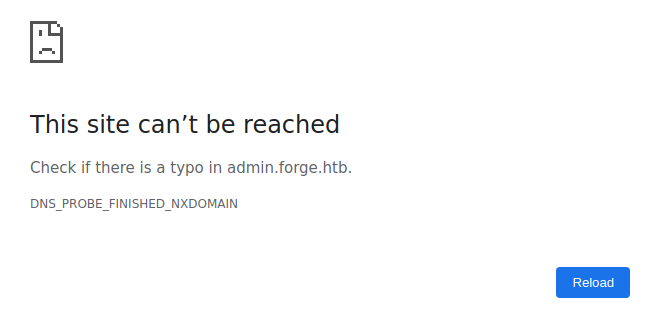 This site can’t be reached
Check if there is a typo in admin.forge.htb.
DNS_PROBE_FINISHED_NXDOMAIN
Reload